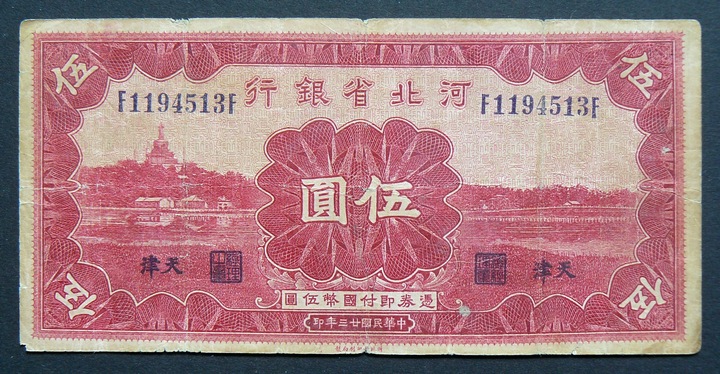 伍 伍
河北省銀行
F1194513F F1194513F
伍圓
天津 天津
憑券即付國幣伍圓
伍 伍
中華民國廿三年印